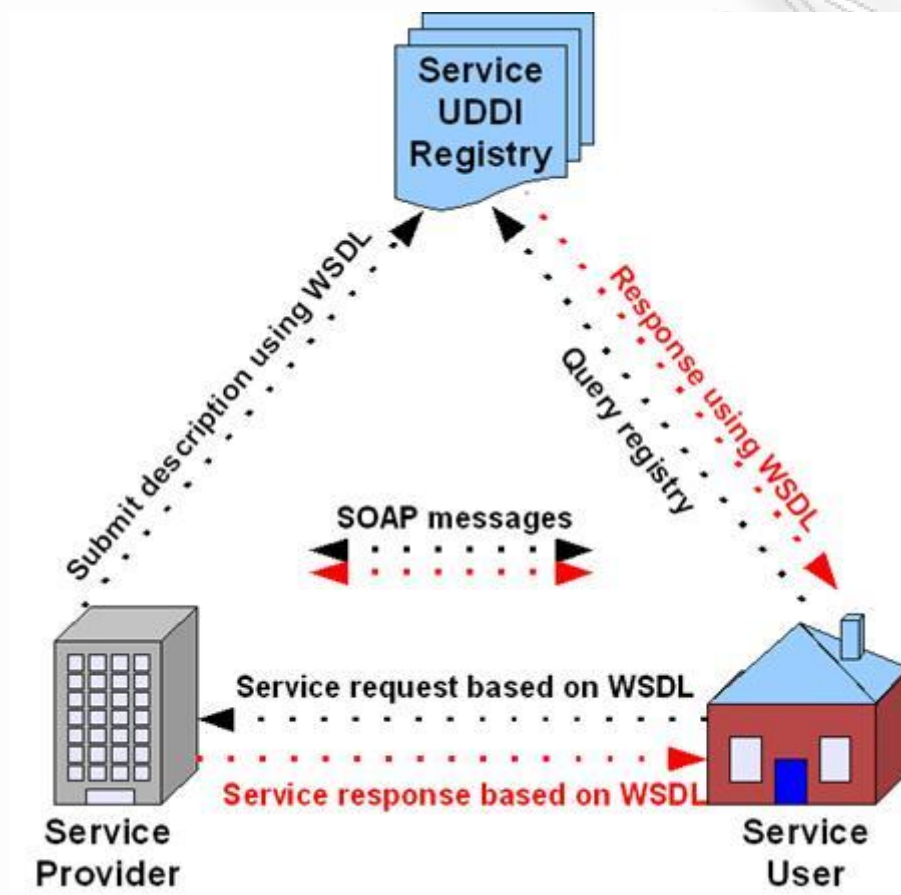 Service
UDDI
Registry
Submit description using WSDL
Response using WSDL
Query registry
SOAP messages
Service request based on WSDL
Service response based on WSDL
Service
Provider
Service
User